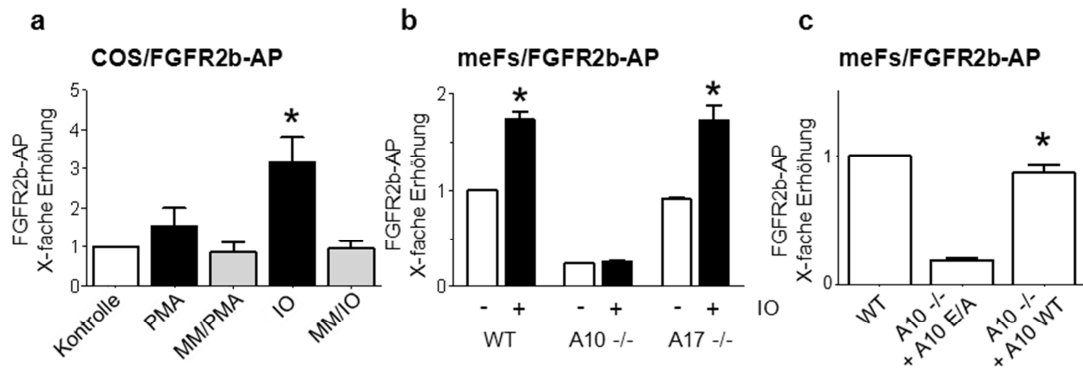 a
COS/FGFR2b-AP
FGFR2b-AP
X-fache Erhöhung
5
4
3
2
1
0
*
Kontrolle
PMA
MM/PMA
IO
MM/IO
b
meFs/FGFR2b-AP
FGFR2b-AP
X-fache Erhöhung
2
1
0
*
*
- + - + - + IO
WT A10 -/- A17 -/-
c
meFs/FGFR2b-AP
FGFR2b-AP
X-fache Erhöhung
1
0
*
WT
A10 -/-
+ A10 E/A
A10 -/-
+ A10 WT